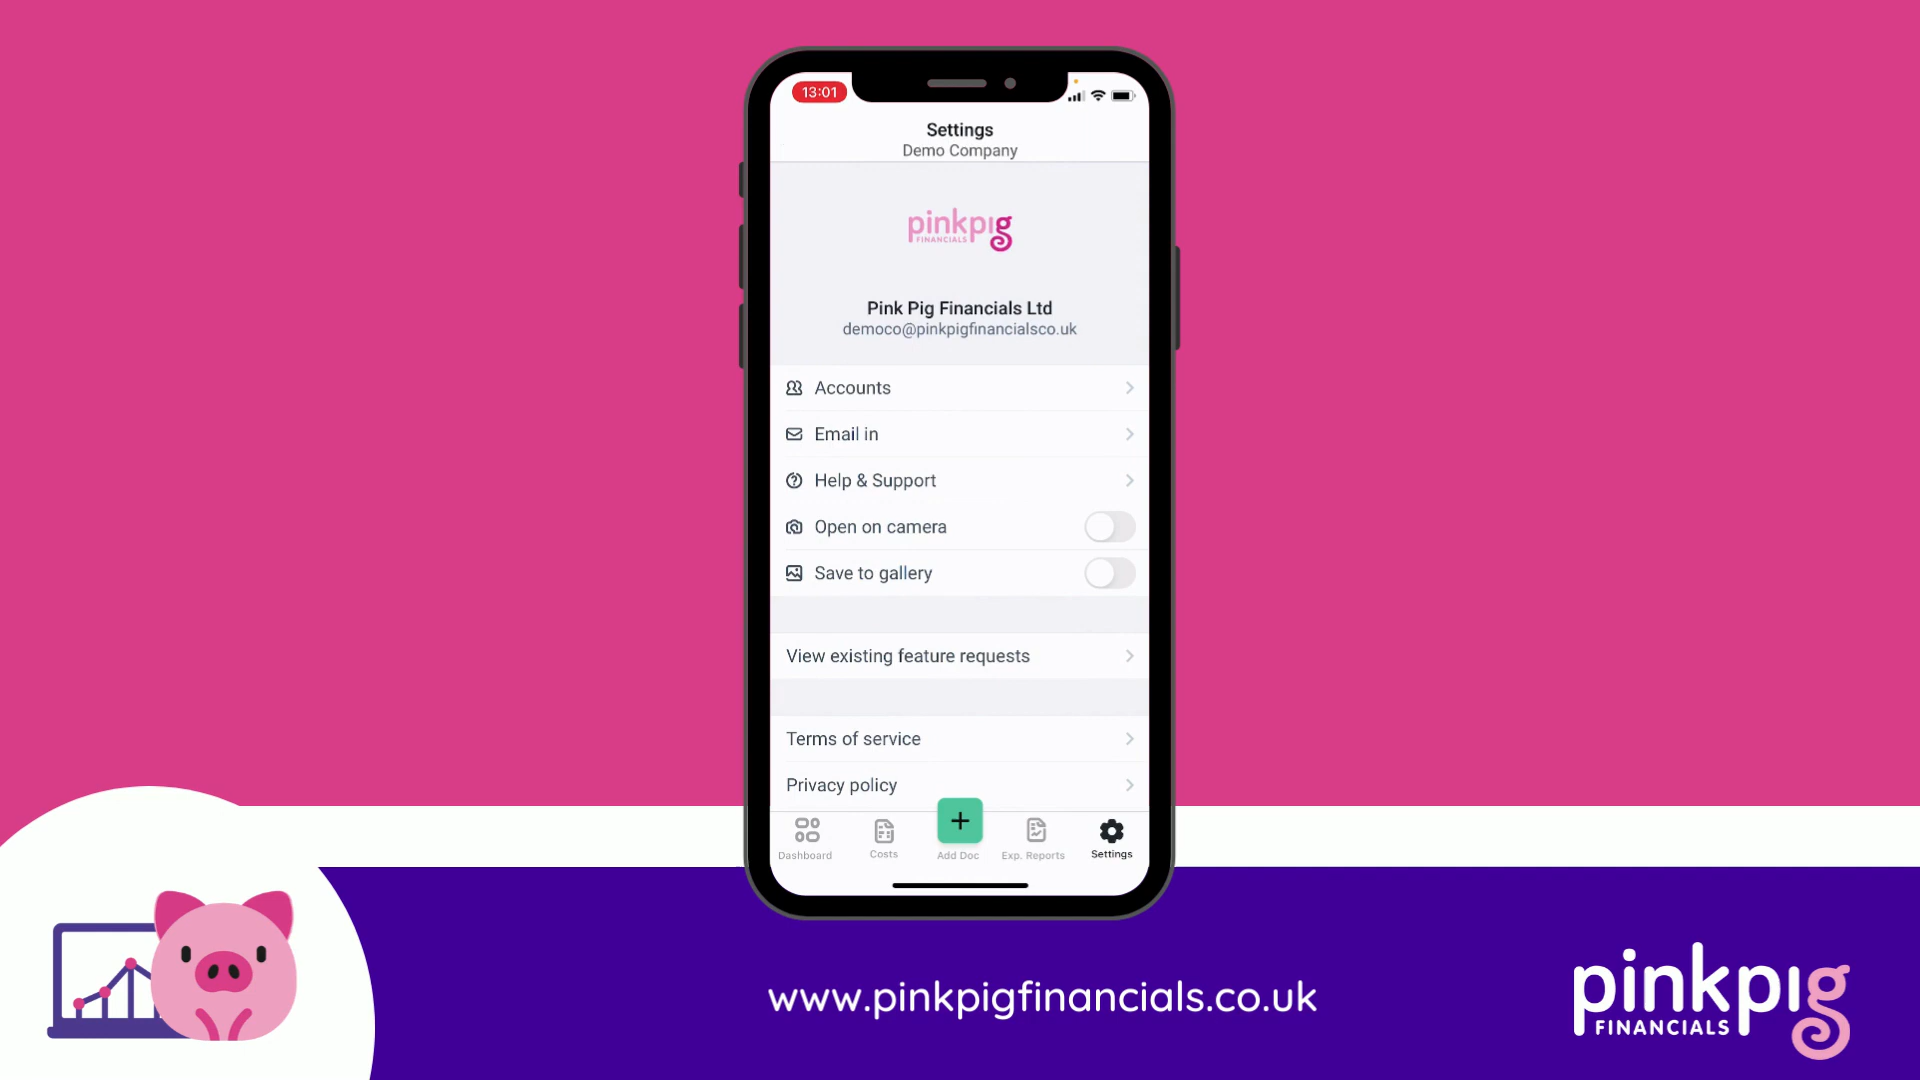 13:01
Settings
Demo Company
pinkpig
FINANCIALS
Pink Pig Financials Ltd
democo@pinkpigfinancialsco.uk
Accounts
Email in
Help & Support
Open on camera
Save to gallery
View existing feature requests
Terms of service
Privacy policy
Dashboard
Costs
Add Doc
Exp. Reports
Settings
www.pinkpigfinancials.co.uk
pinkpig
FINANCIALS